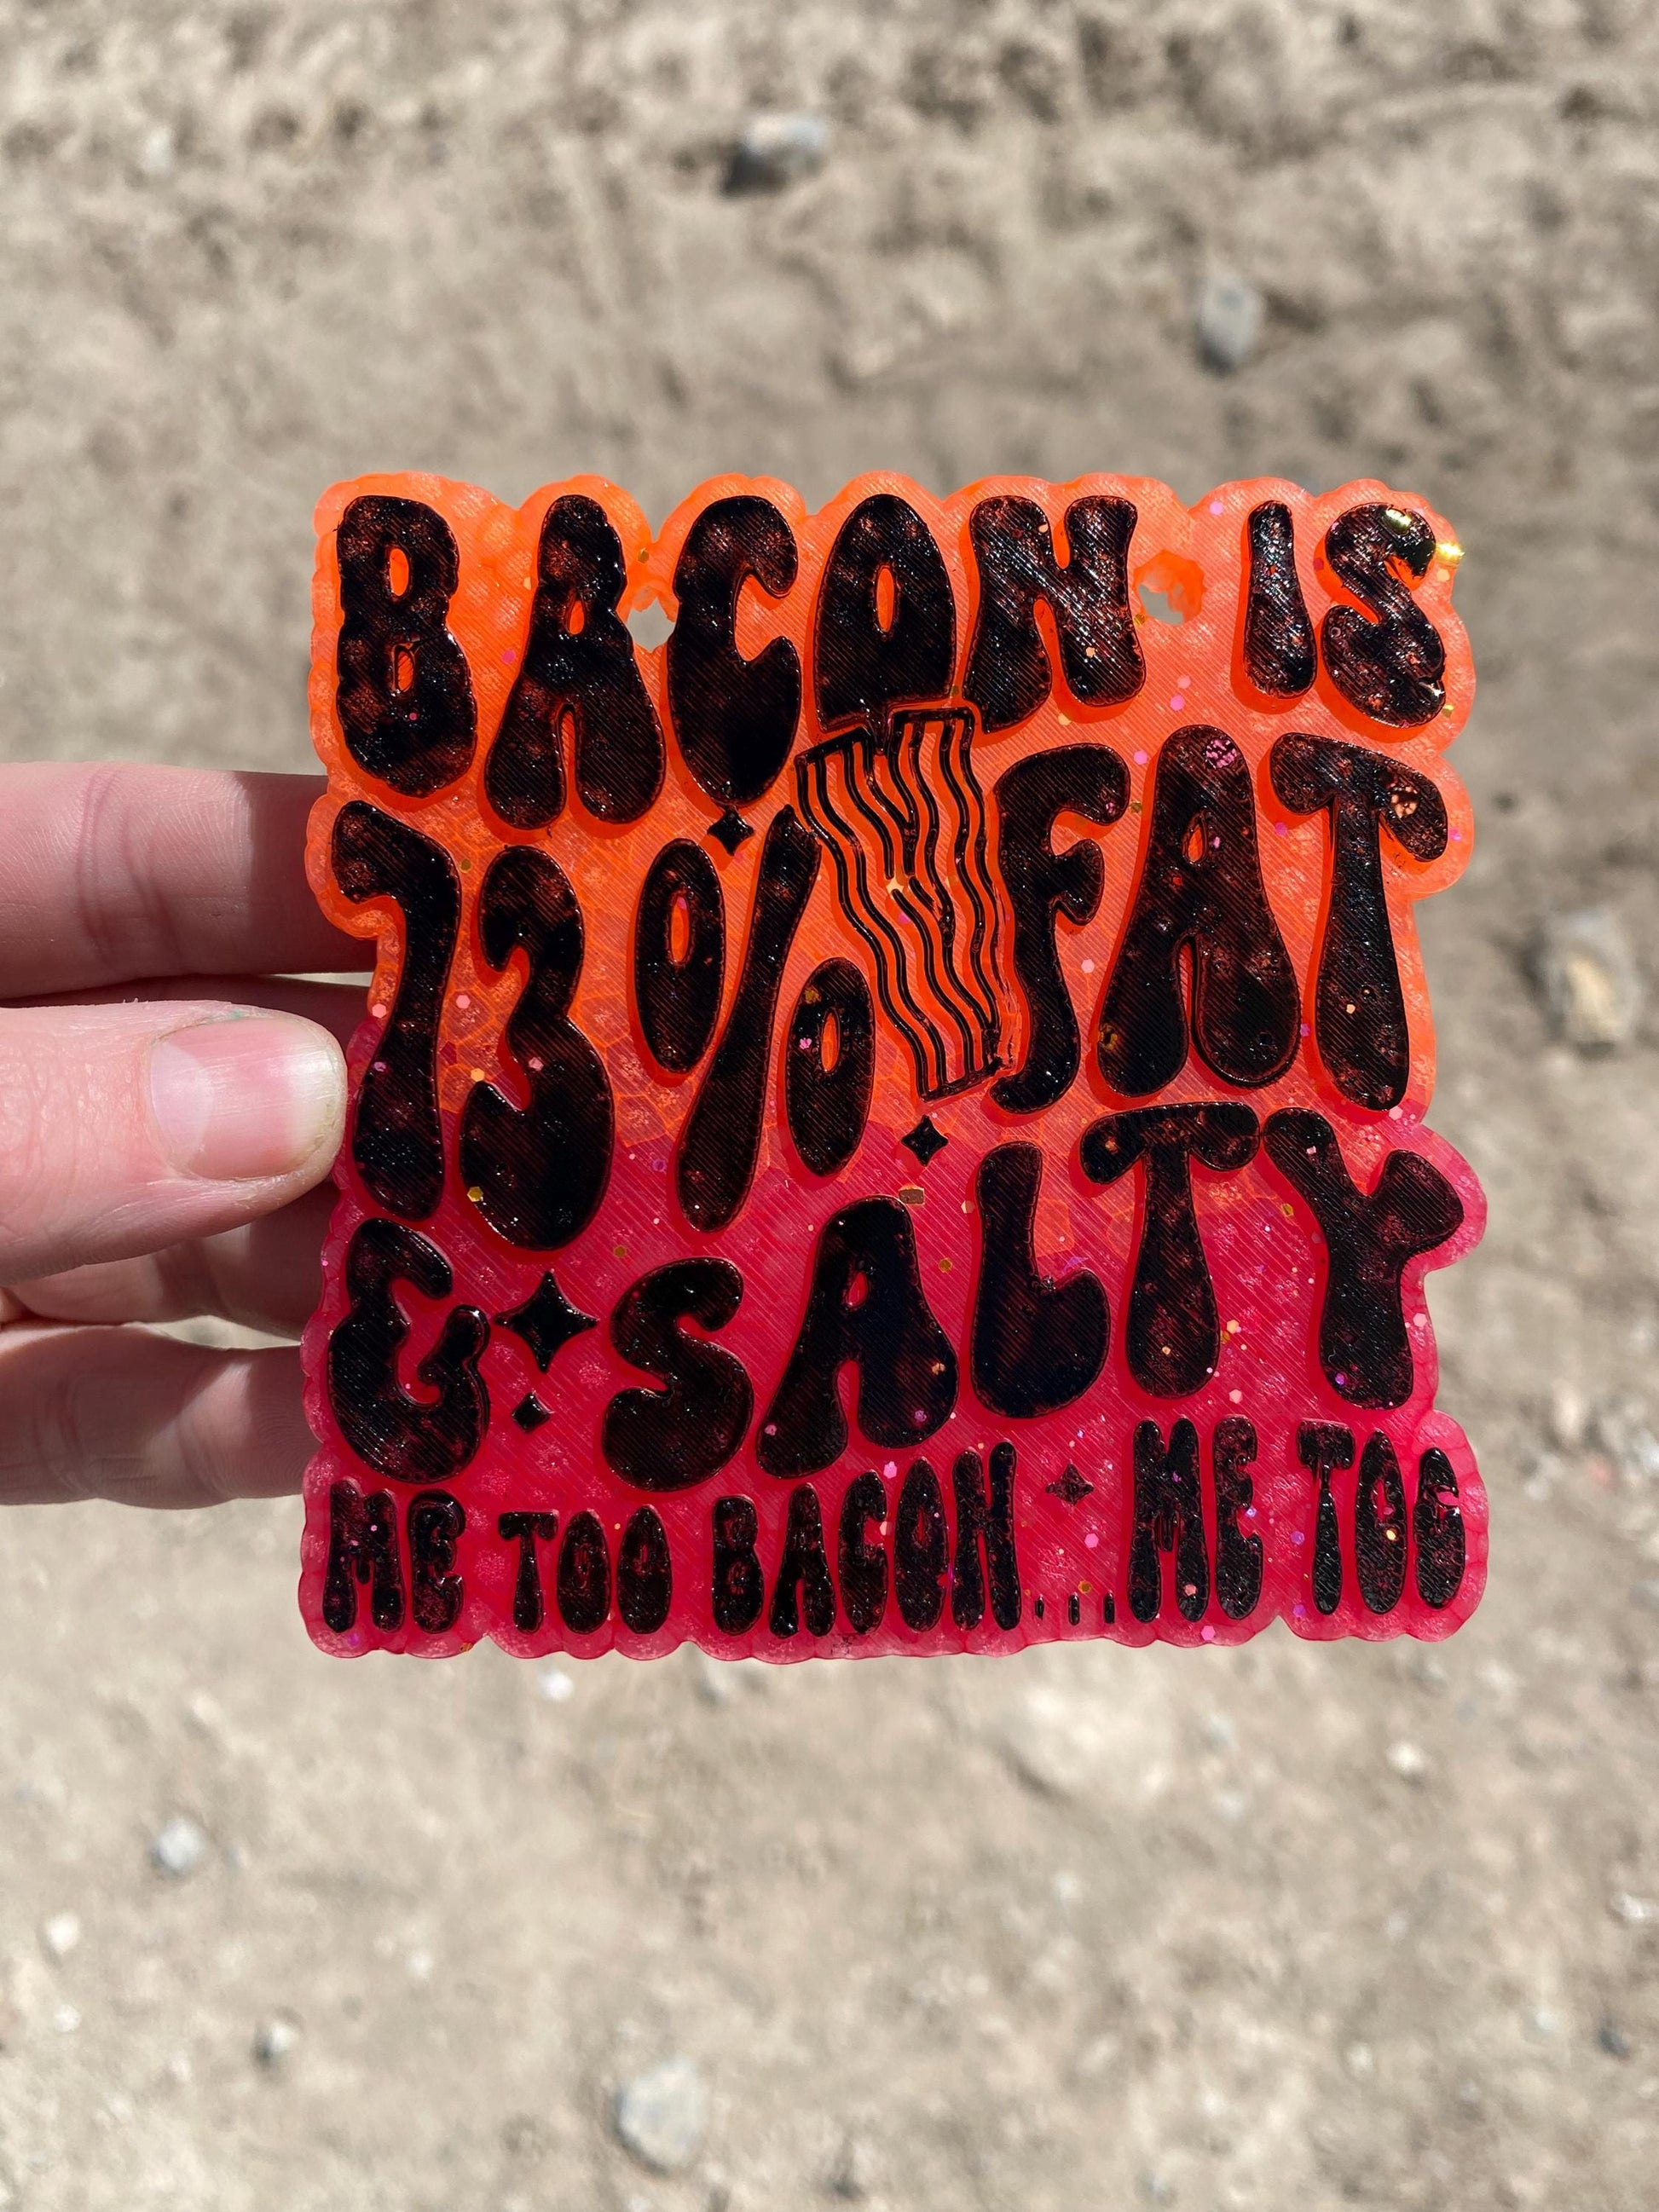 BACON IS
73% FAT
& SALTY
ME TOO BACON... ME TOO